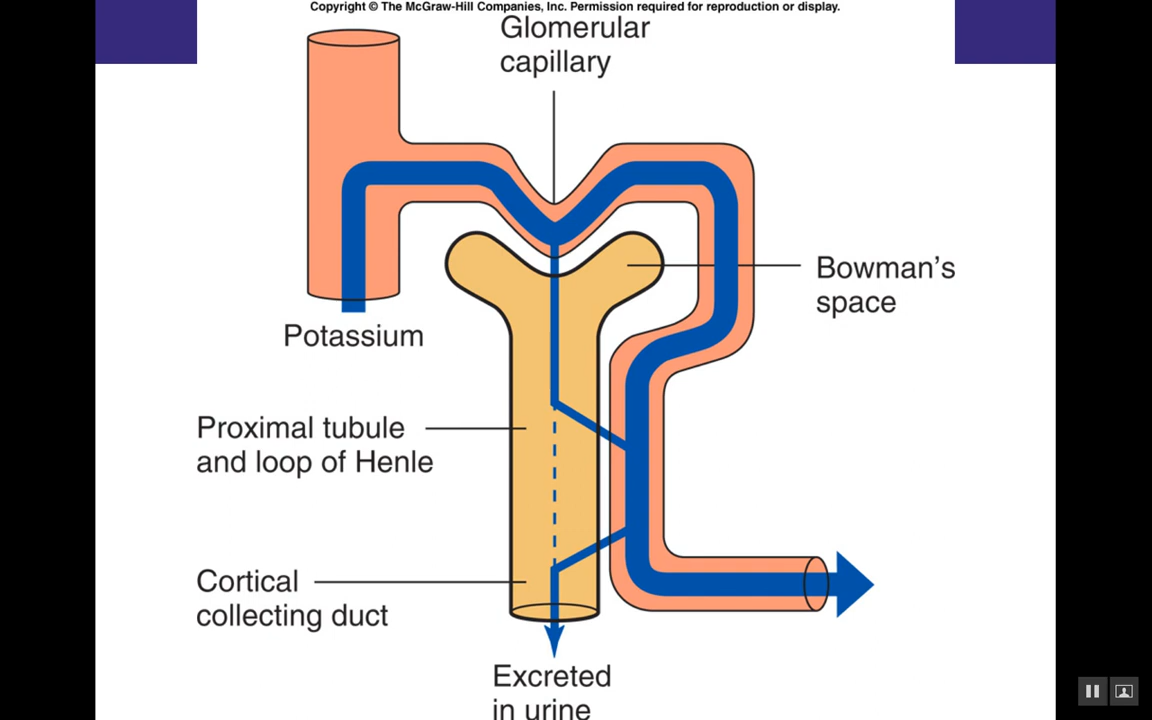 Copyright © The McGraw-Hill Companies, Inc. Permission required for reproduction or display.
Glomerular
capillary
Bowman's
space
Potassium
Proximal tubule
and loop of Henle
Cortical
collecting duct
Excreted
in urine